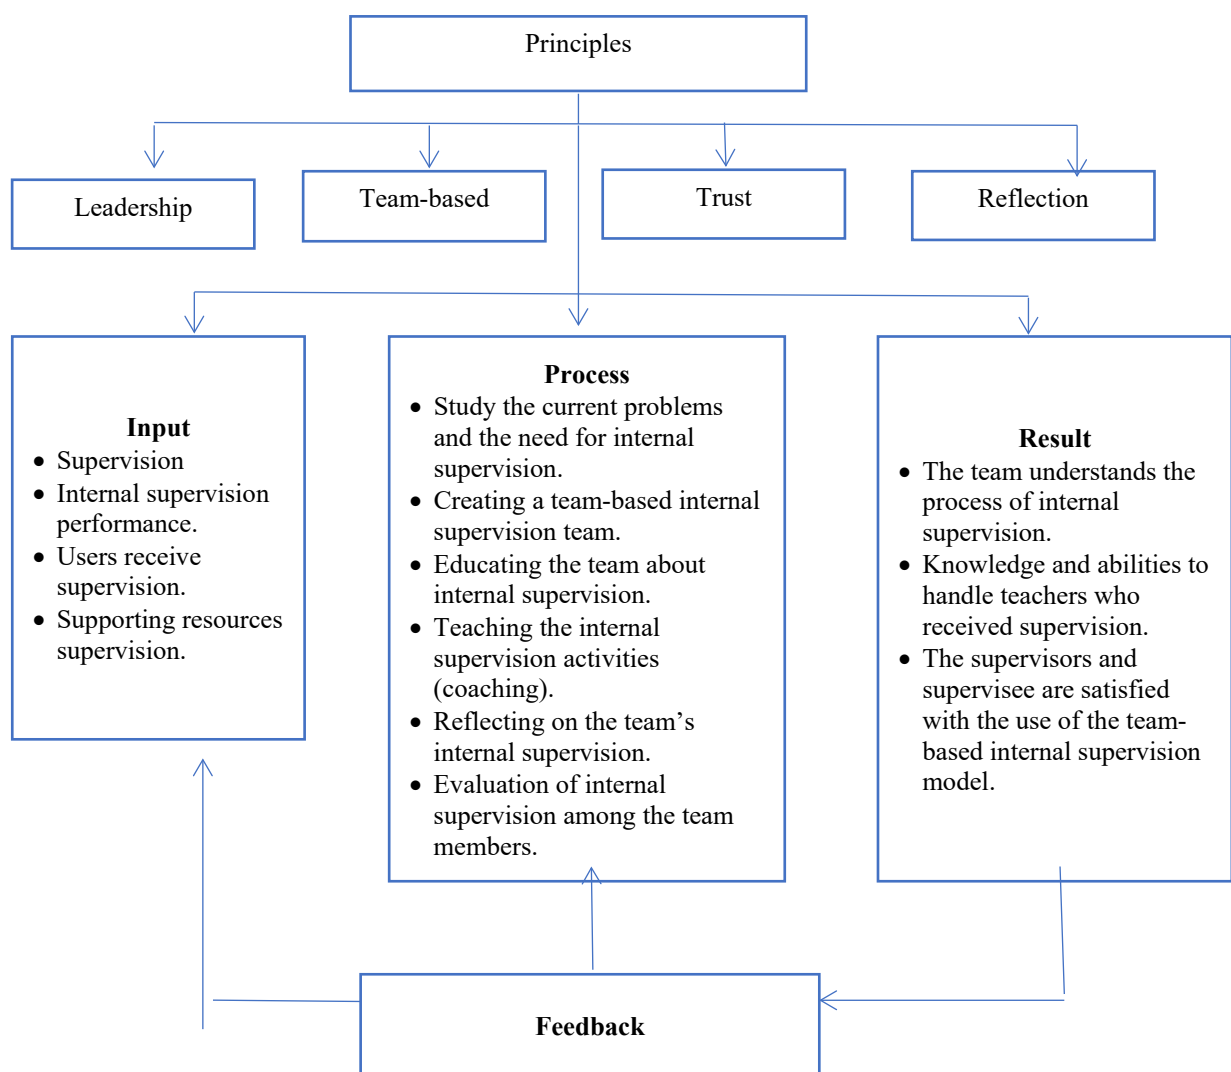 Principles
Leadership
Team-based
Trust
Reflection
Input
• Supervision
• Internal supervision
performance.
• Users receive
supervision.
• Supporting resources
supervision.
Process
• Study the current problems
and the need for internal
supervision.
• Creating a team-based internal
supervision team.
• Educating the team about
internal supervision.
• Teaching the internal
supervision activities
(coaching).
• Reflecting on the team’s
internal supervision.
• Evaluation of internal
supervision among the team
members.
Result
• The team understands the
process of internal
supervision.
• Knowledge and abilities to
handle teachers who
received supervision.
• The supervisors and
supervisee are satisfied
with the use of the team-
based internal supervision
model.
Feedback